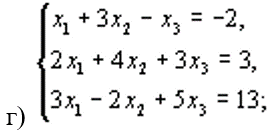 x₁ + 3x₂ − x₃ = −2,
2x₁ + 4x₂ + 3x₃ = 3,
г) 3x₁ − 2x₂ + 5x₃ = 13;